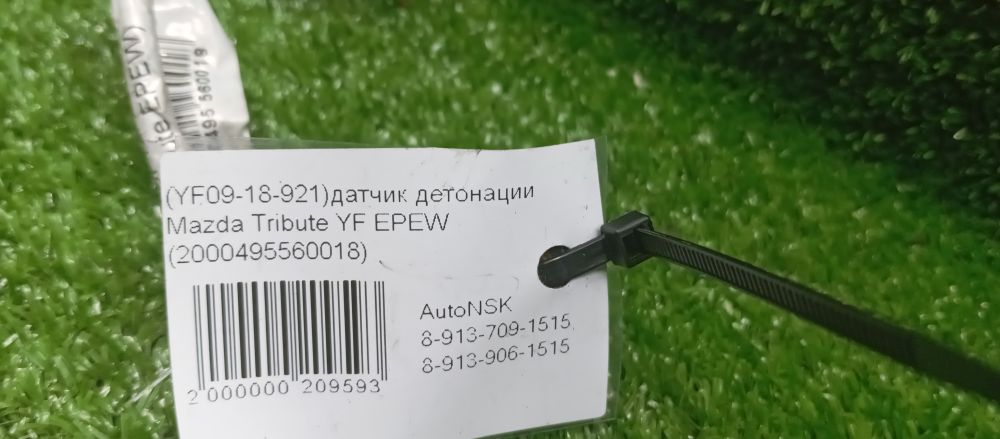 (YF09-18-921)датчик детонации
Mazda Tribute YF EPEW
(2000495560018)
AutoNSK
8-913-709-1515,
8-913-906-1515
2 000000 209593
EPEW)